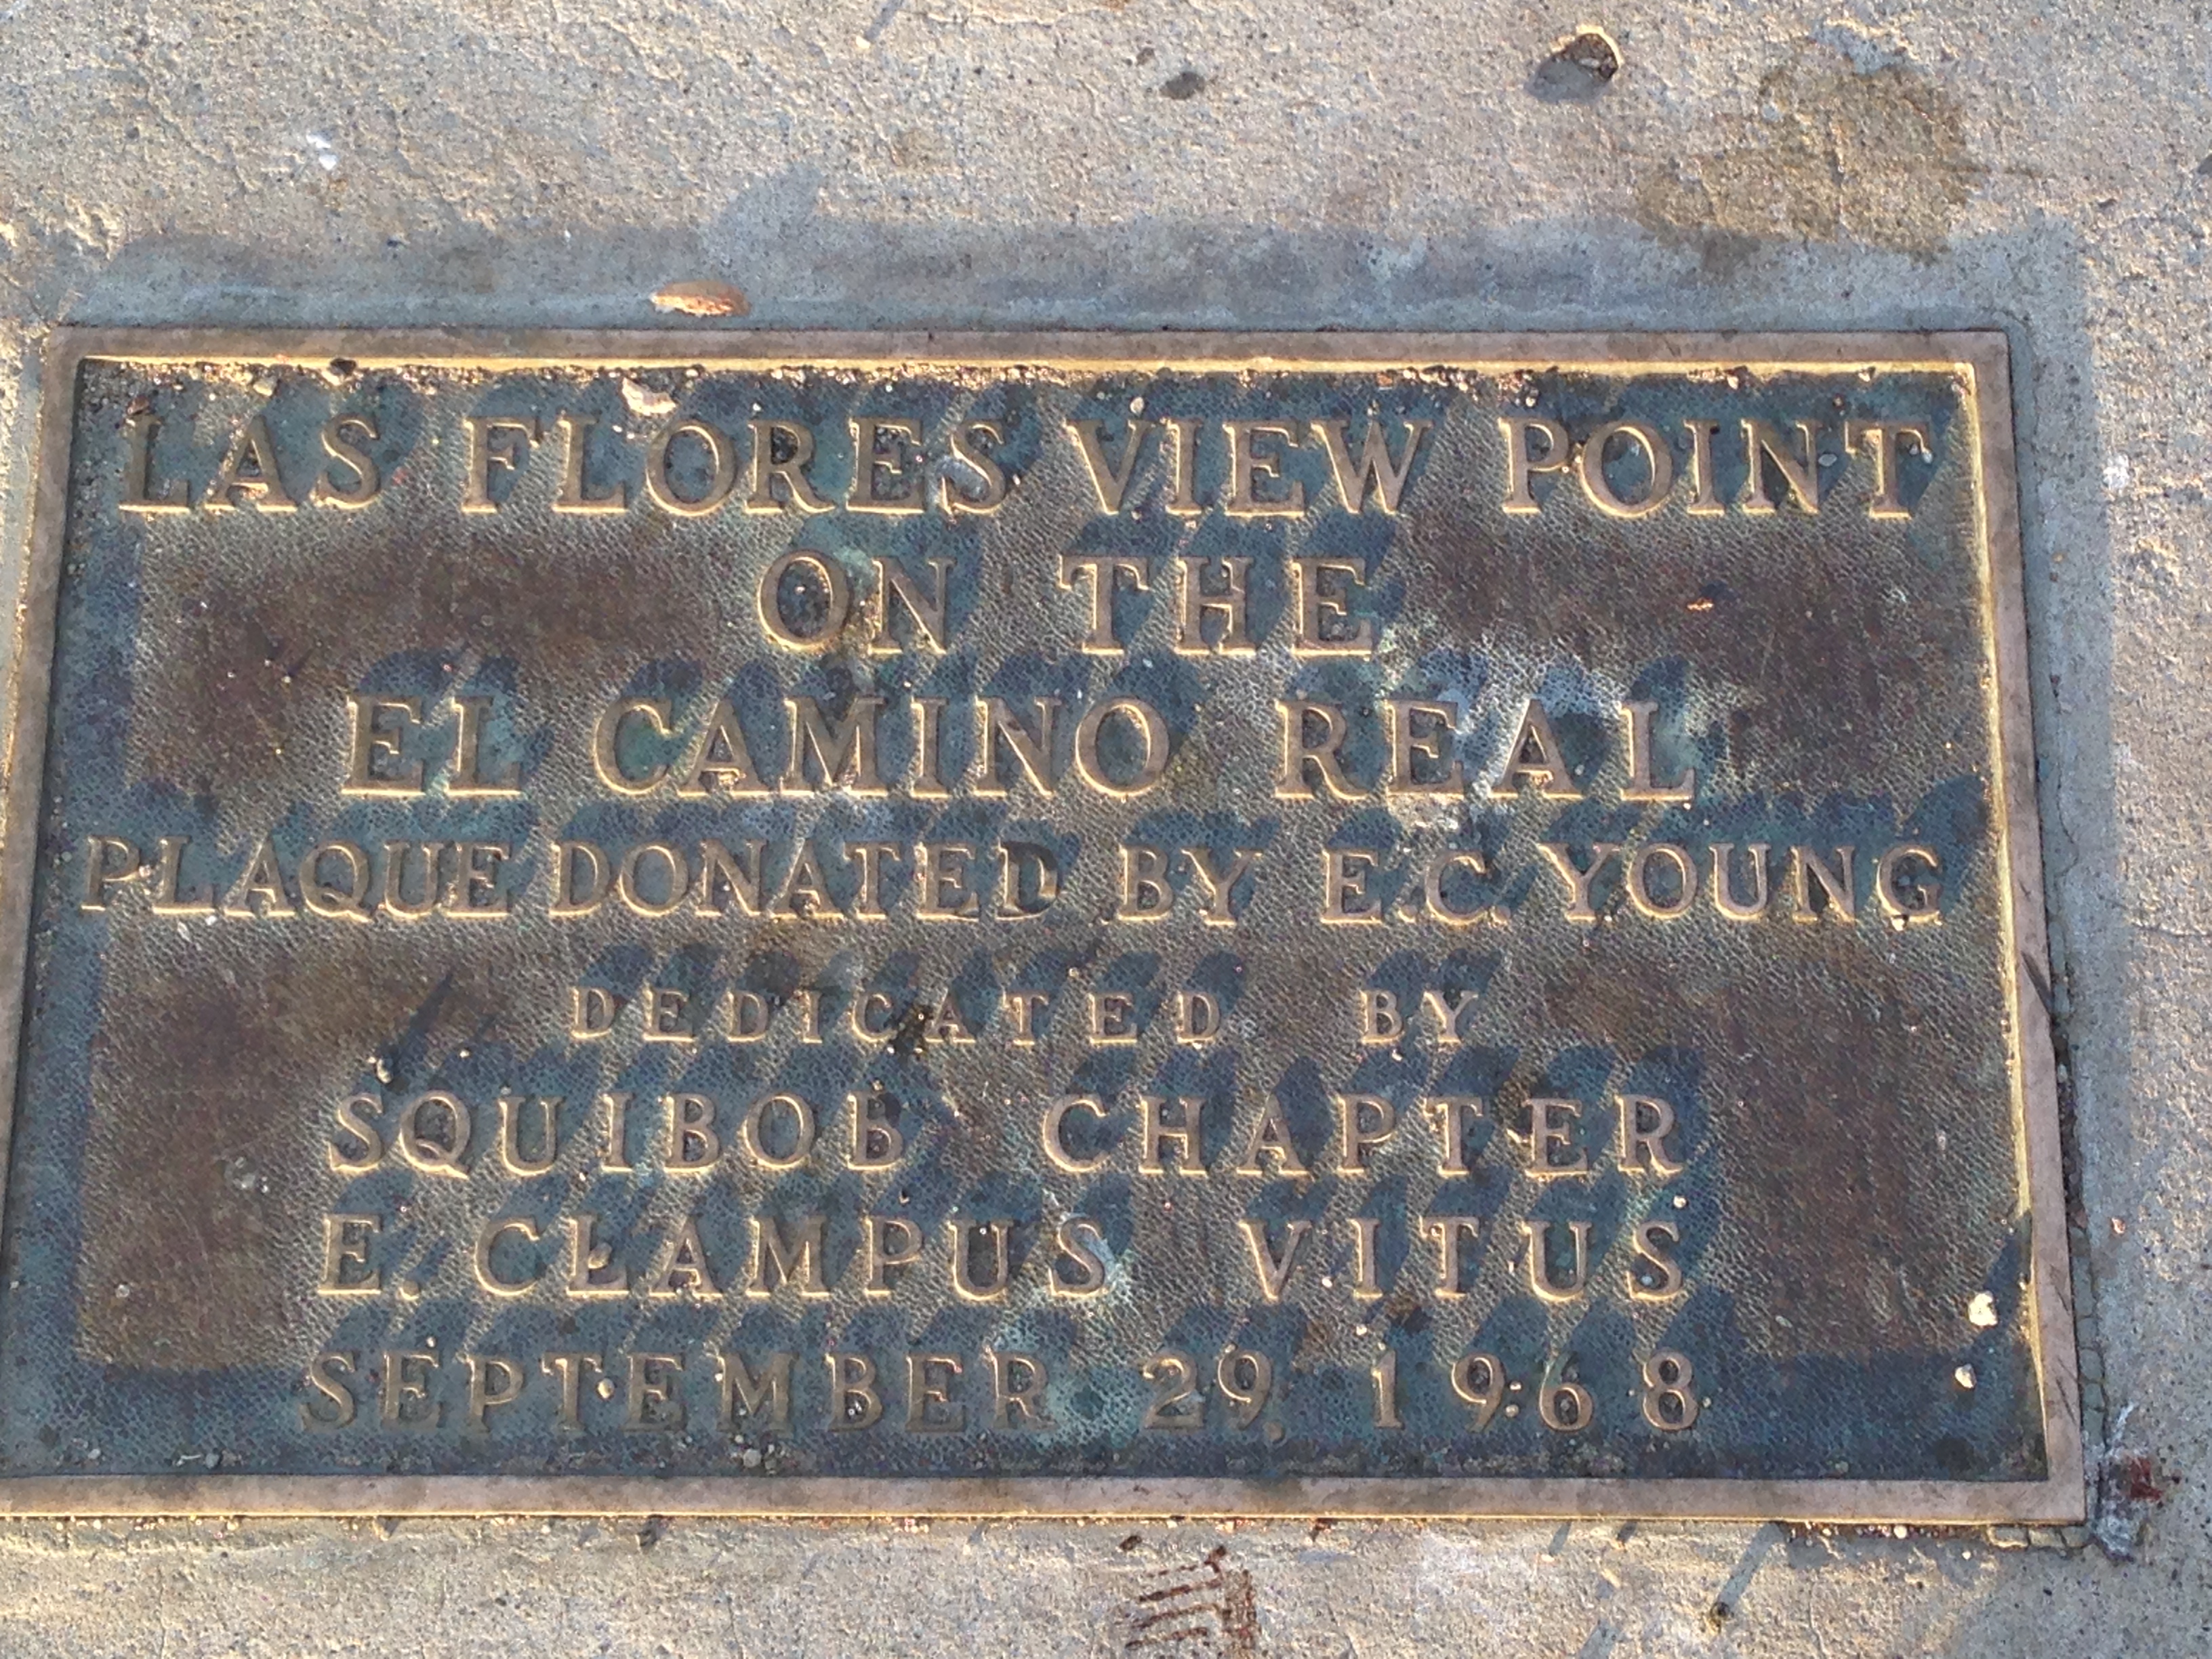 LAS FLORES VIEW POINT
ON THE
EL CAMINO REAL
PLAQUE DONATED BY E.C. YOUNG
DEDICATED BY
SQUIBOB CHAPTER
E. CLAMPUS VITUS
SEPTEMBER 29, 1968